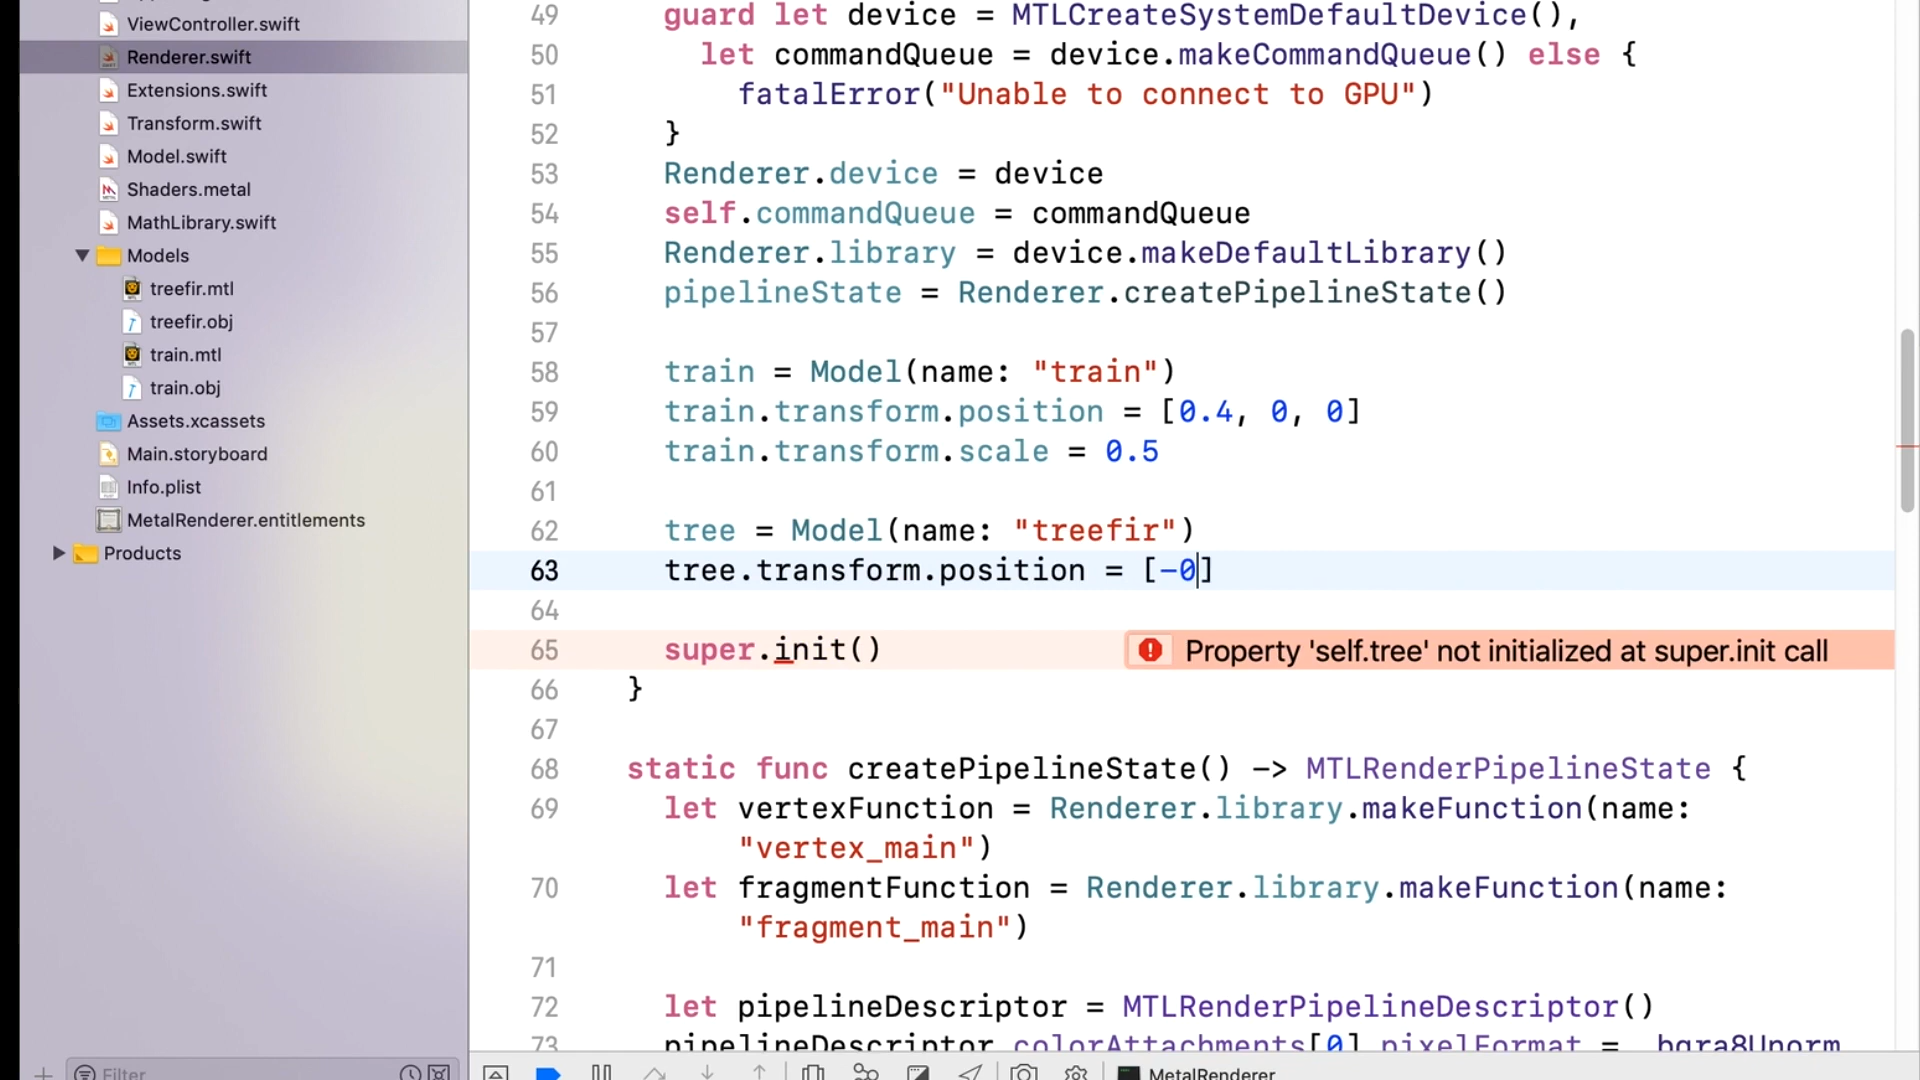 ViewController.swift
Renderer.swift
Extensions.swift
Transform.swift
Model.swift
Shaders.metal
MathLibrary.swift
Models
treefir.mtl
treefir.obj
train.mtl
train.obj
Assets.xcassets
Main.storyboard
Info.plist
MetalRenderer.entitlements
Products
Filter
49 guard let device = MTLCreateSystemDefaultDevice(),
50 let commandQueue = device.makeCommandQueue() else {
51 fatalError("Unable to connect to GPU")
52 }
53 Renderer.device = device
54 self.commandQueue = commandQueue
55 Renderer.library = device.makeDefaultLibrary()
56 pipelineState = Renderer.createPipelineState()
57
58 train = Model(name: "train")
59 train.transform.position = [0.4, 0, 0]
60 train.transform.scale = 0.5
61
62 tree = Model(name: "treefir")
63 tree.transform.position = [-0]
64
65 super.init() Property 'self.tree' not initialized at super.init call
66 }
67
68 static func createPipelineState() -> MTLRenderPipelineState {
69 let vertexFunction = Renderer.library.makeFunction(name:
"vertex_main")
70 let fragmentFunction = Renderer.library.makeFunction(name:
"fragment_main")
71
72 let pipelineDescriptor = MTLRenderPipelineDescriptor()
73 pipelineDescriptor.colorAttachments[0].pixelFormat = .bgra8Unorm
MetalRenderer